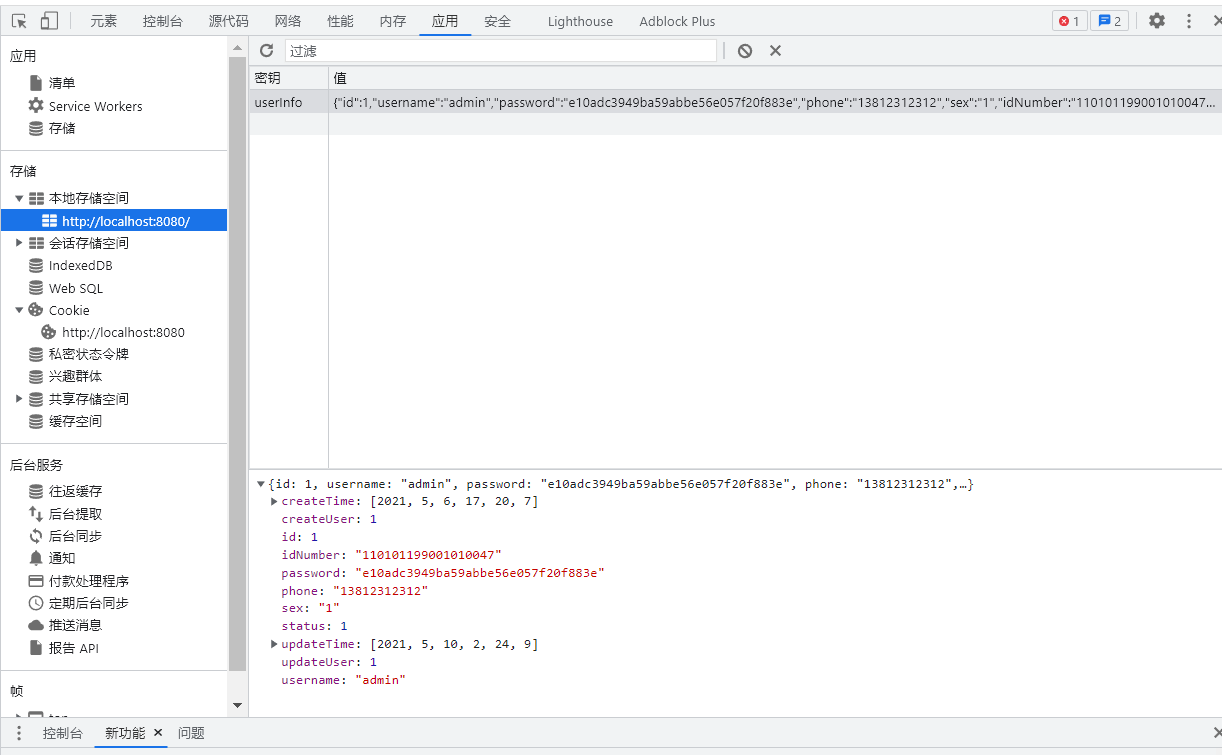 元素 控制台 源代码 网络 性能 内存 应用 安全 Lighthouse Adblock Plus 1 2
应用
清单
Service Workers
存储
存储
本地存储空间
http://localhost:8080/
会话存储空间
IndexedDB
Web SQL
Cookie
http://localhost:8080
私密状态令牌
兴趣群体
共享存储空间
缓存空间
后台服务
往返缓存
后台提取
后台同步
通知
付款处理程序
定期后台同步
推送消息
报告 API
帧
过滤
密钥 值
userInfo {"id":1,"username":"admin","password":"e10adc3949ba59abbe56e057f20f883e","phone":"13812312312","sex":"1","idNumber":"110101199001010047...
{id: 1, username: "admin", password: "e10adc3949ba59abbe56e057f20f883e", phone: "13812312312",…}
createTime: [2021, 5, 6, 17, 20, 7]
createUser: 1
id: 1
idNumber: "110101199001010047"
password: "e10adc3949ba59abbe56e057f20f883e"
phone: "13812312312"
sex: "1"
status: 1
updateTime: [2021, 5, 10, 2, 24, 9]
updateUser: 1
username: "admin"
控制台 新功能 问题